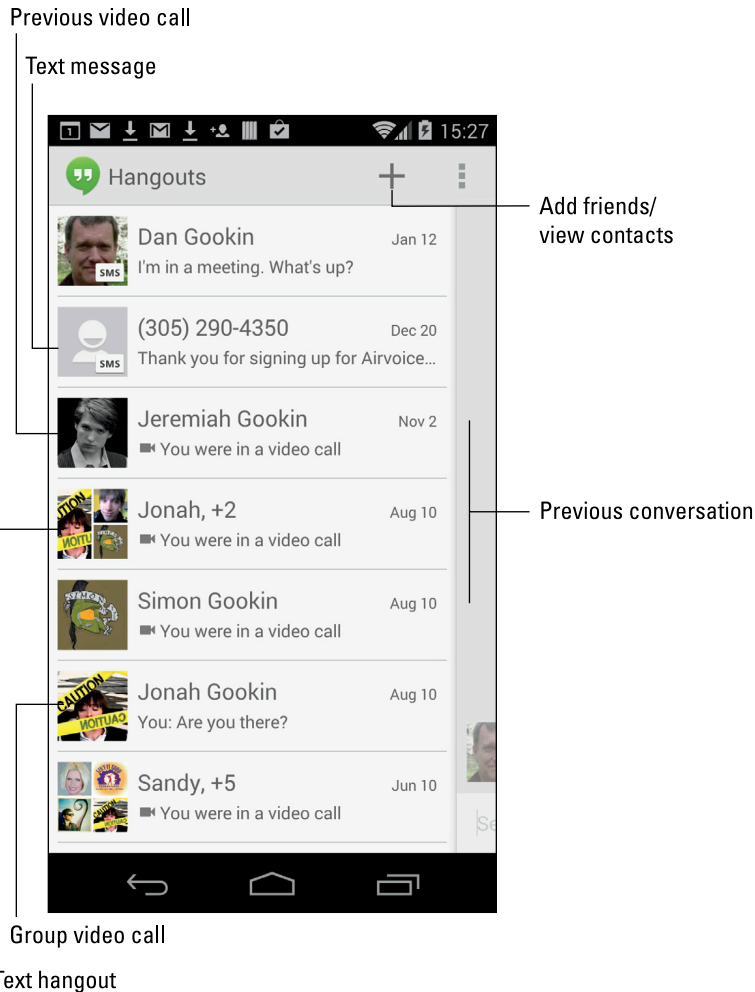 Previous video call
Text message
1
15:27
Hangouts
Add friends/
view contacts
Dan Gookin
Jan 12
I'm in a meeting. What's up?
SMS
(305) 290-4350
Dec 20
Thank you for signing up for Airvoice...
SMS
Jeremiah Gookin
Nov 2
You were in a video call
Jonah, +2
Aug 10
You were in a video call
Previous conversation
Simon Gookin
Aug 10
You were in a video call
CAUTION
Jonah Gookin
Aug 10
You: Are you there?
Sandy, +5
Jun 10
You were in a video call
Se
Group video call
Text hangout